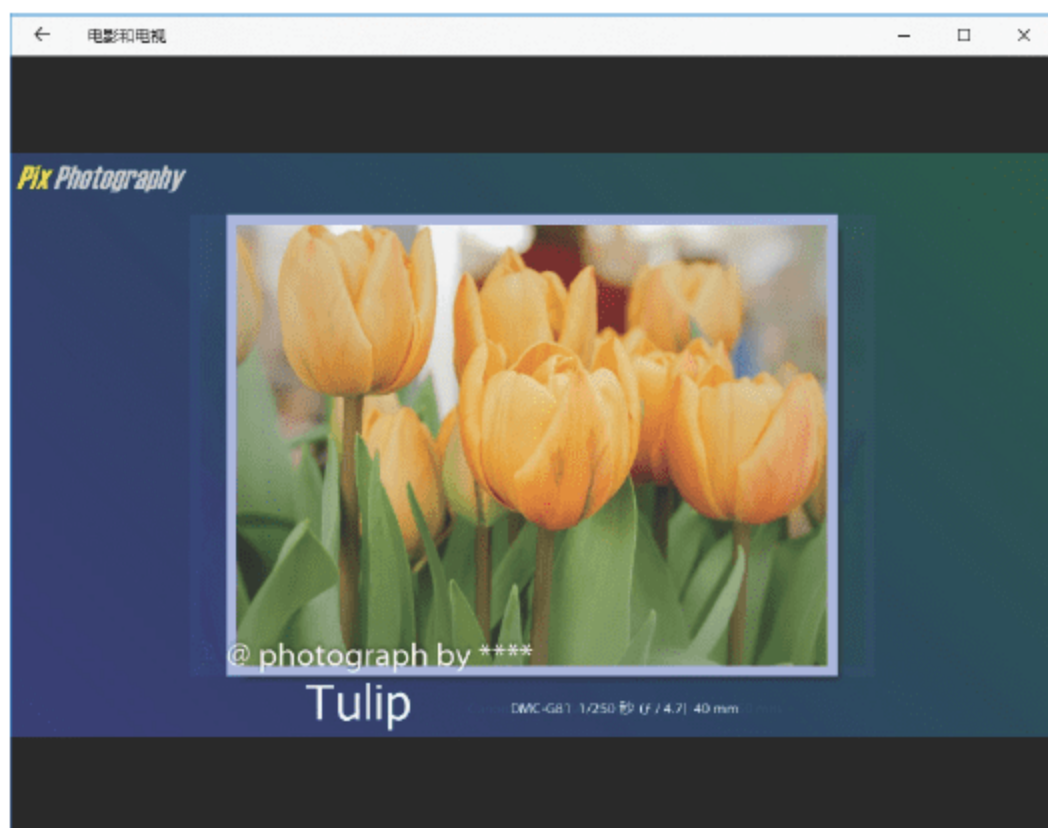 电影和电视
Pix Photography
@ photograph by ****
Tulip
DMC-G81 1/250 秒 (ƒ / 4.7) 40 mm